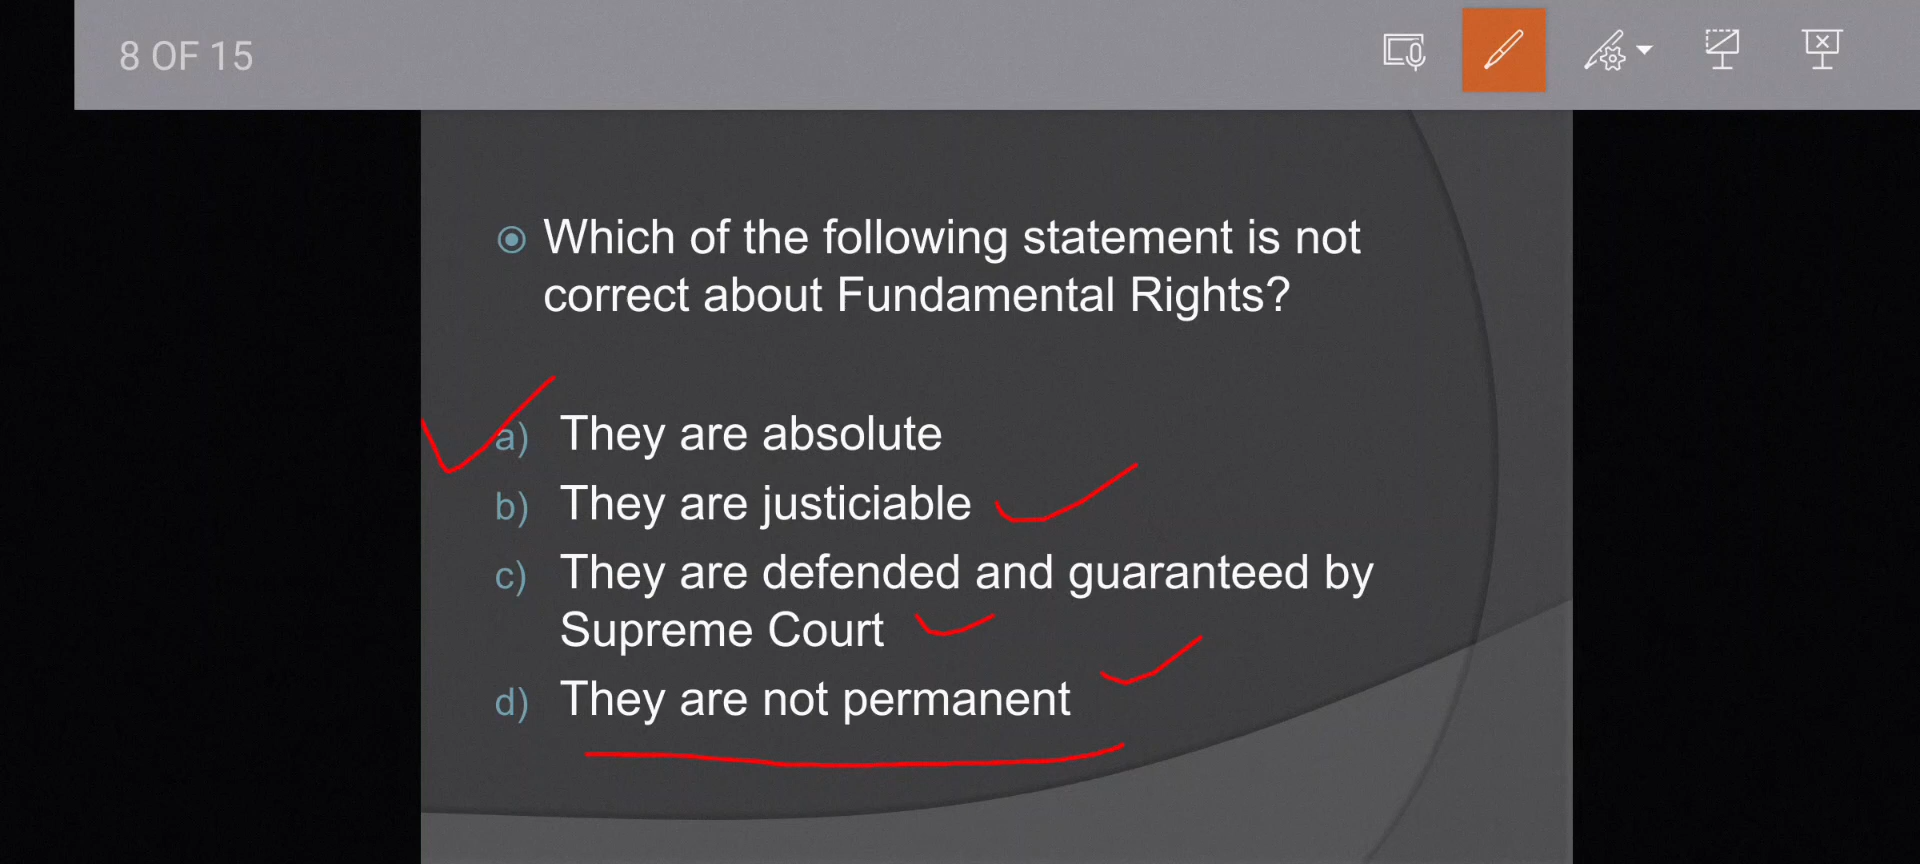 8 OF 15
Which of the following statement is not
correct about Fundamental Rights?
a) They are absolute
b) They are justiciable
c) They are defended and guaranteed by
Supreme Court
d) They are not permanent